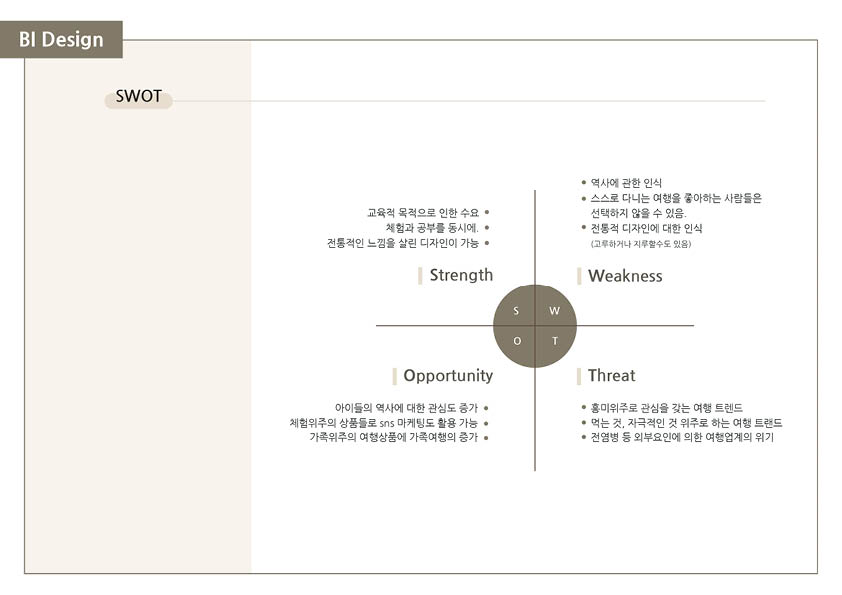 BI Design
SWOT
교육적 목적으로 인한 수요
체험과 공부를 동시에.
전통적인 느낌을 살린 디자인이 가능
Strength
역사에 관한 인식
스스로 다니는 여행을 좋아하는 사람들은
선택하지 않을 수 있음.
전통적 디자인에 대한 인식
(고루하거나 지루할수도 있음)
Weakness
S W
O T
Opportunity
아이들의 역사에 대한 관심도 증가
체험위주의 상품들로 sns 마케팅도 활용 가능
가족위주의 여행상품에 가족여행의 증가
Threat
흥미위주로 관심을 갖는 여행 트렌드
먹는 것, 자극적인 것 위주로 하는 여행 트랜드
전염병 등 외부요인에 의한 여행업계의 위기